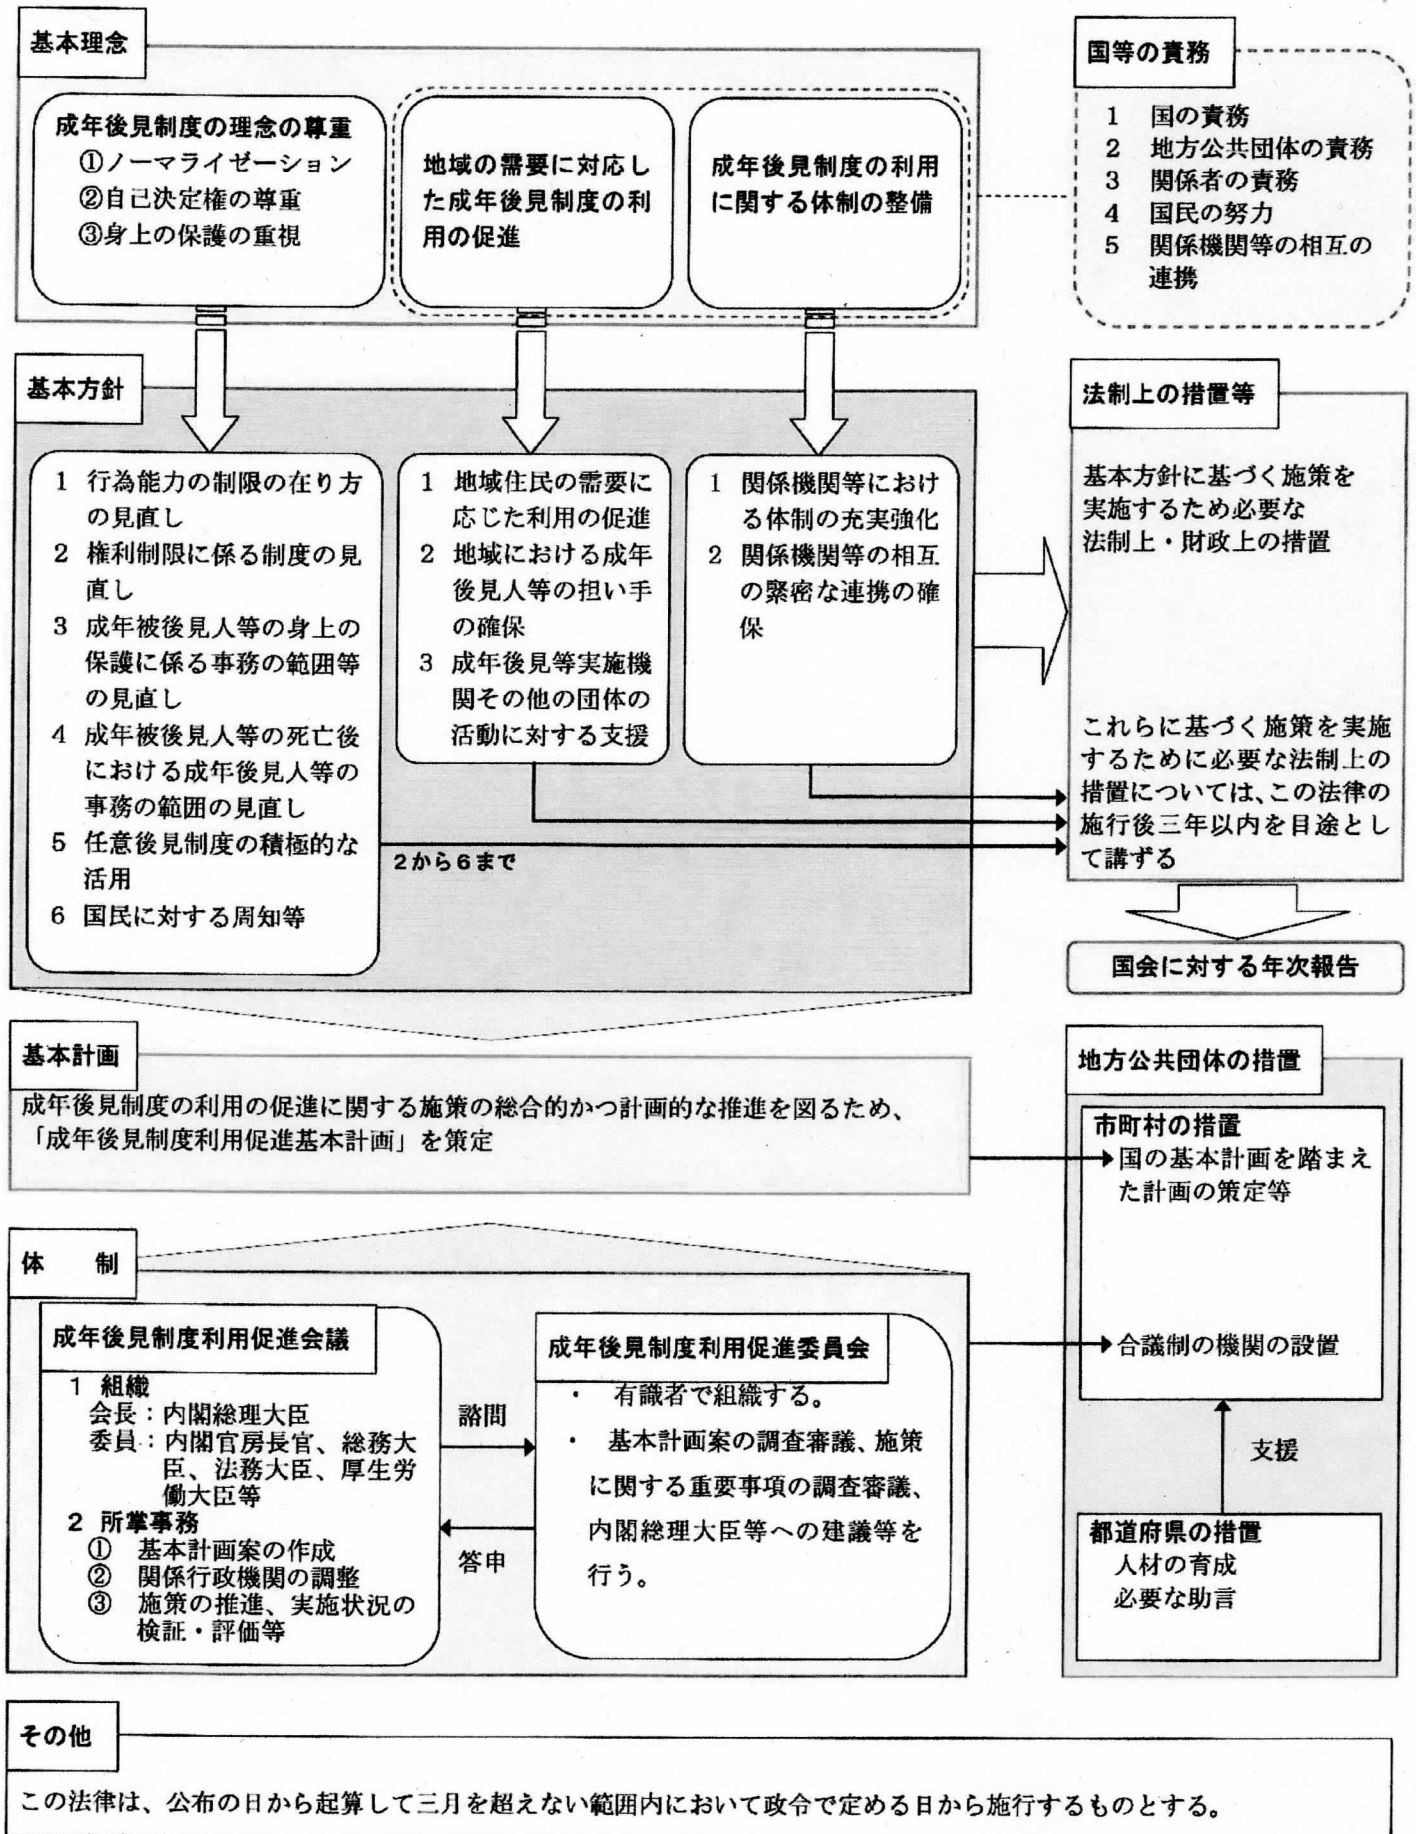 基本理念
成年後見制度の理念の尊重
①ノーマライゼーション
②自己決定権の尊重
③身上の保護の重視
地域の需要に対応し
た成年後見制度の利
用の促進
成年後見制度の利用
に関する体制の整備
国等の責務
1 国の責務
2 地方公共団体の責務
3 関係者の責務
4 国民の努力
5 関係機関等の相互の
連携
基本方針
1 行為能力の制限の在り方
の見直し
2 権利制限に係る制度の見
直し
3 成年被後見人等の身上の
保護に係る事務の範囲等
の見直し
4 成年被後見人等の死亡後
における成年後見人等の
事務の範囲の見直し
5 任意後見制度の積極的な
活用
6 国民に対する周知等
1 地域住民の需要に
応じた利用の促進
2 地域における成年
後見人等の担い手
の確保
3 成年後見等実施機
関その他の団体の
活動に対する支援
1 関係機関等におけ
る体制の充実強化
2 関係機関等の相互
の緊密な連携の確
保
2から6まで
法制上の措置等
基本方針に基づく施策を
実施するため必要な
法制上・財政上の措置
これらに基づく施策を実施
するために必要な法制上の
措置については、この法律の
施行後三年以内を目途とし
て講ずる
国会に対する年次報告
基本計画
成年後見制度の利用の促進に関する施策の総合的かつ計画的な推進を図るため、
「成年後見制度利用促進基本計画」を策定
地方公共団体の措置
市町村の措置
国の基本計画を踏まえ
た計画の策定等
合議制の機関の設置
支援
都道府県の措置
人材の育成
必要な助言
体 制
成年後見制度利用促進会議
1 組織
会長：内閣総理大臣
委員：内閣官房長官、総務大
臣、法務大臣、厚生労
働大臣等
2 所掌事務
① 基本計画案の作成
② 関係行政機関の調整
③ 施策の推進、実施状況の
検証・評価等
諮問
答申
成年後見制度利用促進委員会
・ 有識者で組織する。
・ 基本計画案の調査審議、施策
に関する重要事項の調査審議、
内閣総理大臣等への建議等を
行う。
その他
この法律は、公布の日から起算して三月を超えない範囲内において政令で定める日から施行するものとする。